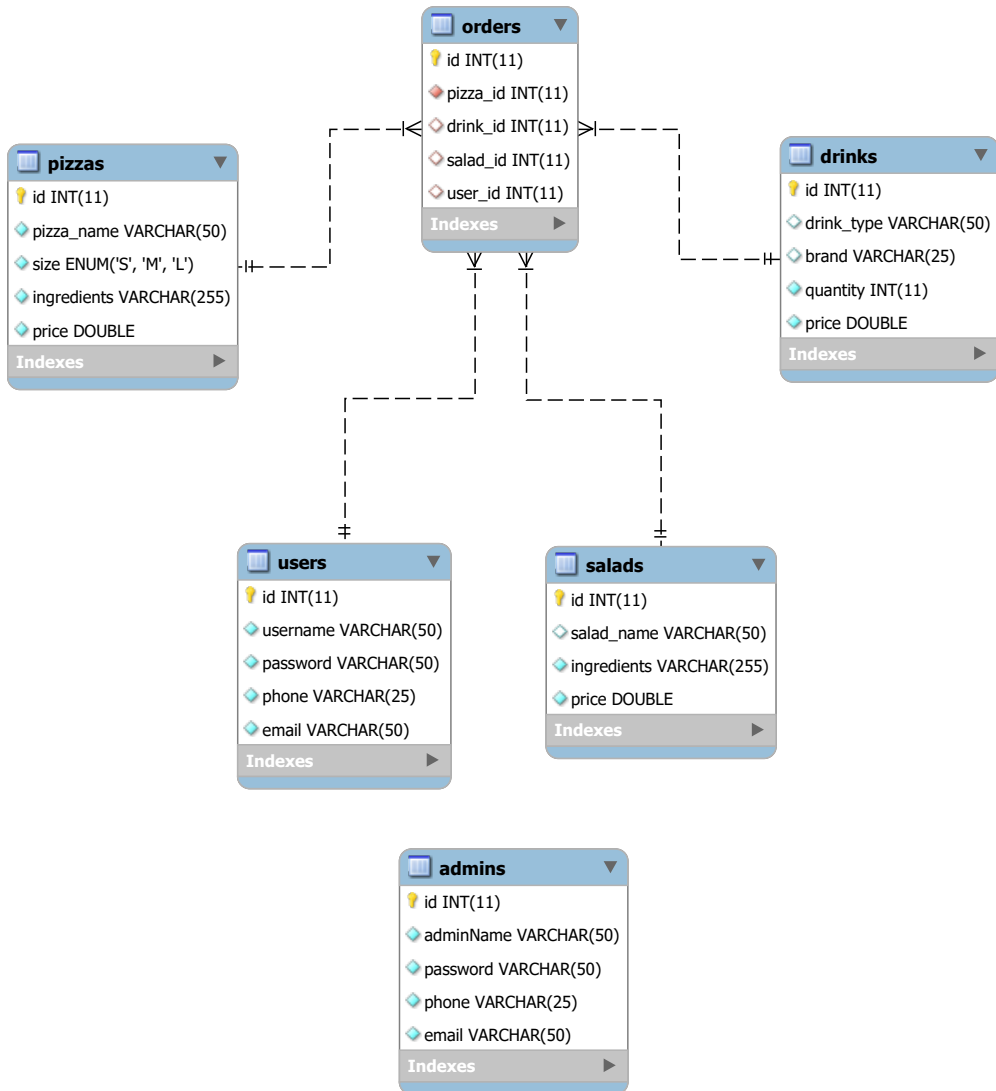 orders
id INT(11)
pizza_id INT(11)
drink_id INT(11)
salad_id INT(11)
user_id INT(11)
Indexes
pizzas
id INT(11)
pizza_name VARCHAR(50)
size ENUM('S', 'M', 'L')
ingredients VARCHAR(255)
price DOUBLE
Indexes
drinks
id INT(11)
drink_type VARCHAR(50)
brand VARCHAR(25)
quantity INT(11)
price DOUBLE
Indexes
users
id INT(11)
username VARCHAR(50)
password VARCHAR(50)
phone VARCHAR(25)
email VARCHAR(50)
Indexes
salads
id INT(11)
salad_name VARCHAR(50)
ingredients VARCHAR(255)
price DOUBLE
Indexes
admins
id INT(11)
adminName VARCHAR(50)
password VARCHAR(50)
phone VARCHAR(25)
email VARCHAR(50)
Indexes